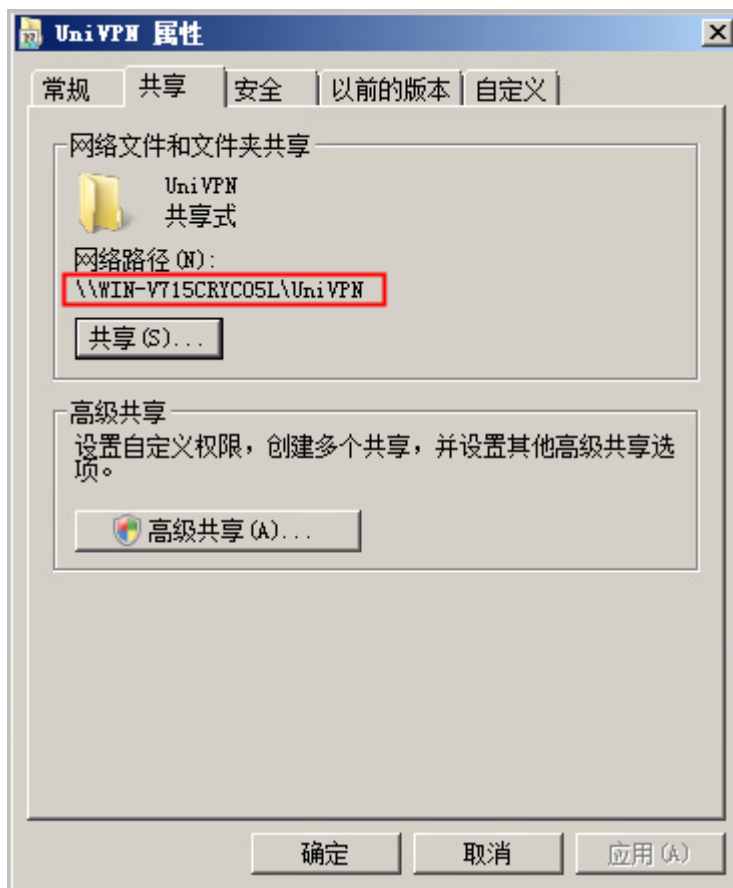 UniVPN 属性
常规 共享 安全 以前的版本 自定义
网络文件和文件夹共享
UniVPN
共享式
网络路径(N):
\\WIN-V715CRYCO5L\UniVPN
共享(S)...
高级共享
设置自定义权限，创建多个共享，并设置其他高级共享选
项。
高级共享(A)...
确定 取消 应用(A)